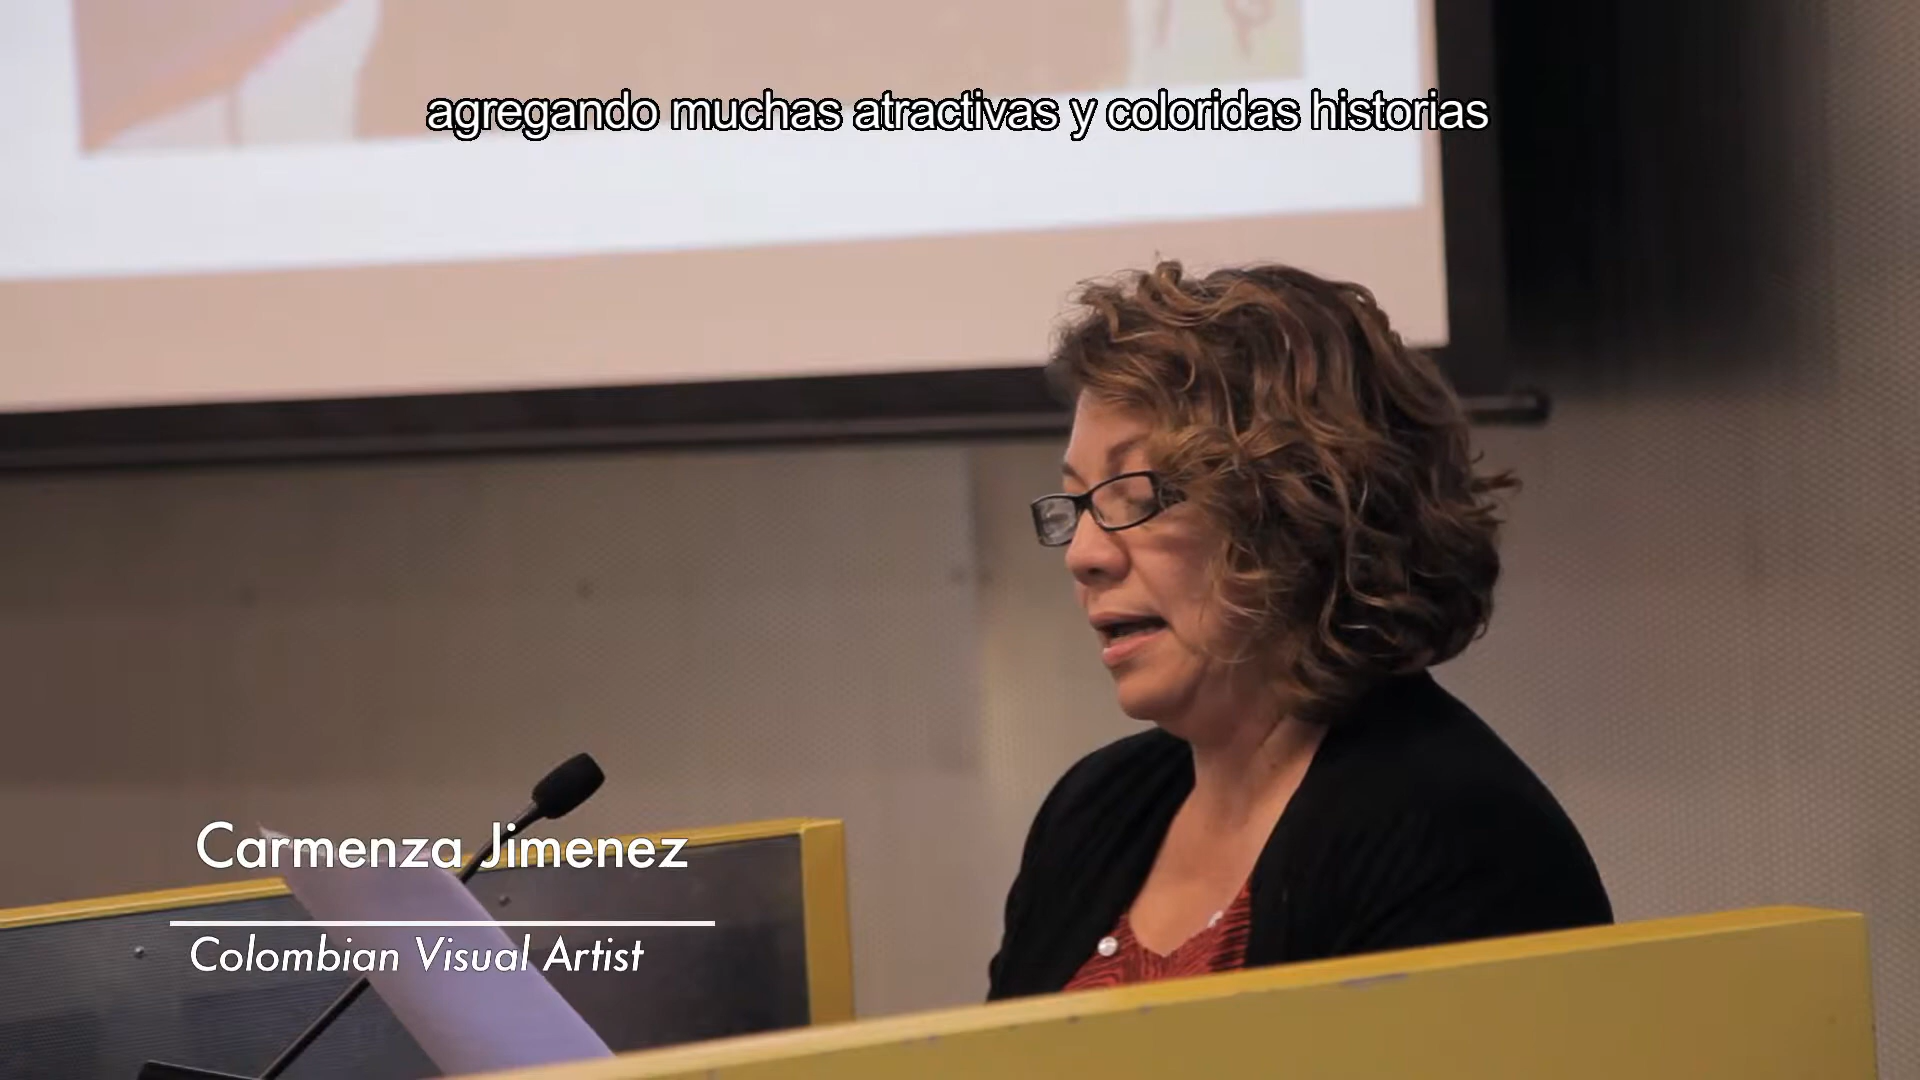 agregando muchas atractivas y coloridas historias
Carmenza Jimenez
Colombian Visual Artist